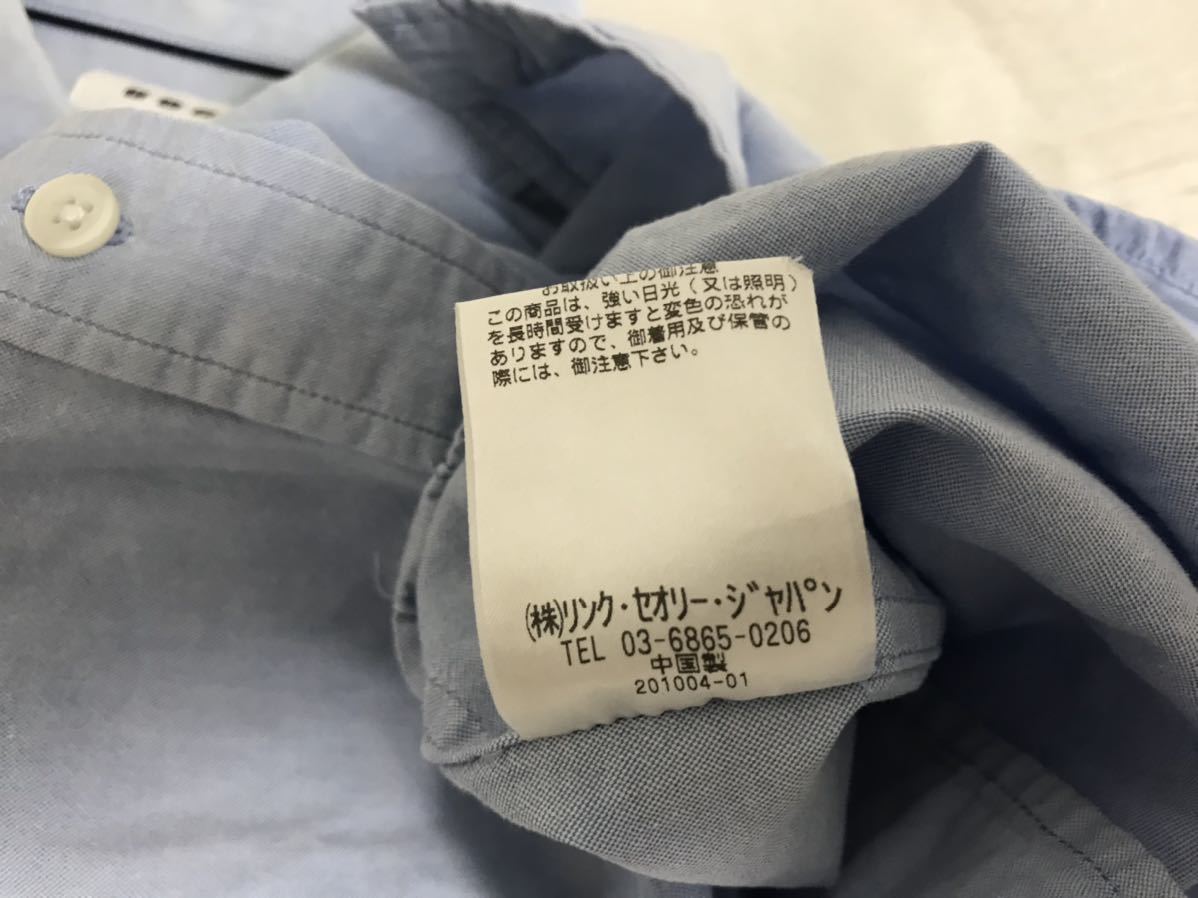 お取扱い上の御注意
この商品は、強い日光(又は照明)
を長時間受けますと変色の恐れが
ありますので、御着用及び保管の
際には、御注意下さい。
(株)リンク・セオリー・ジャパン
TEL 03-6865-0206
中国製
201004-01